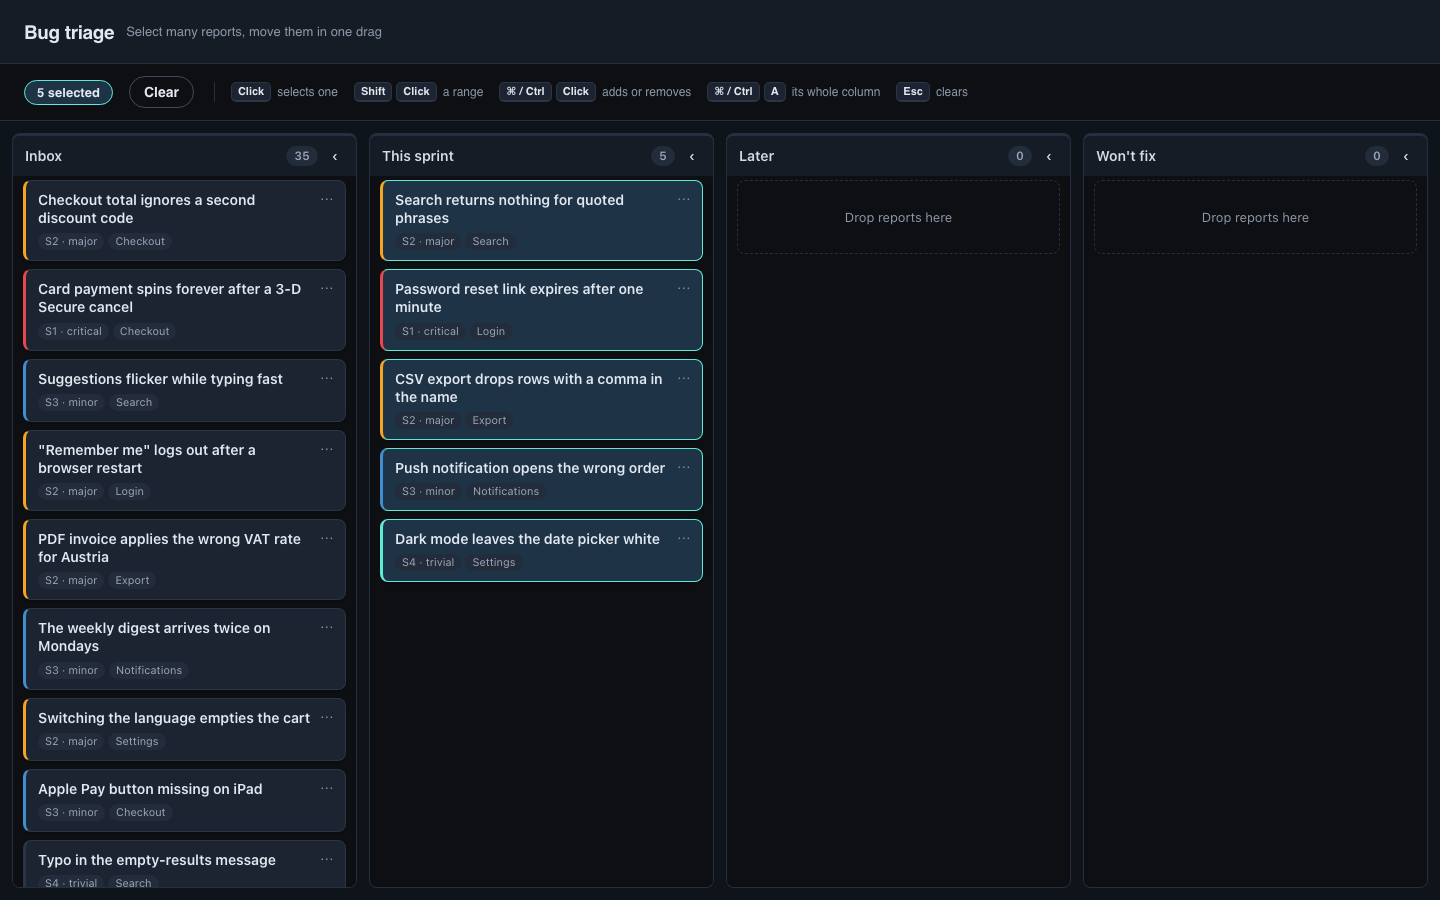 Bug triage Select many reports, move them in one drag
5 selected Clear Click selects one Shift Click a range ⌘ / Ctrl Click adds or removes ⌘ / Ctrl A its whole column Esc clears
Inbox 35 ‹
Checkout total ignores a second ...
discount code
S2 · major Checkout
Card payment spins forever after a 3-D ...
Secure cancel
S1 · critical Checkout
Suggestions flicker while typing fast ...
S3 · minor Search
"Remember me" logs out after a ...
browser restart
S2 · major Login
PDF invoice applies the wrong VAT rate ...
for Austria
S2 · major Export
The weekly digest arrives twice on ...
Mondays
S3 · minor Notifications
Switching the language empties the cart ...
S2 · major Settings
Apple Pay button missing on iPad ...
S3 · minor Checkout
Typo in the empty-results message ...
S4 · trivial Search
This sprint 5 ‹
Search returns nothing for quoted ...
phrases
S2 · major Search
Password reset link expires after one ...
minute
S1 · critical Login
CSV export drops rows with a comma in ...
the name
S2 · major Export
Push notification opens the wrong order ...
S3 · minor Notifications
Dark mode leaves the date picker white ...
S4 · trivial Settings
Later 0 ‹
Drop reports here
Won't fix 0 ‹
Drop reports here